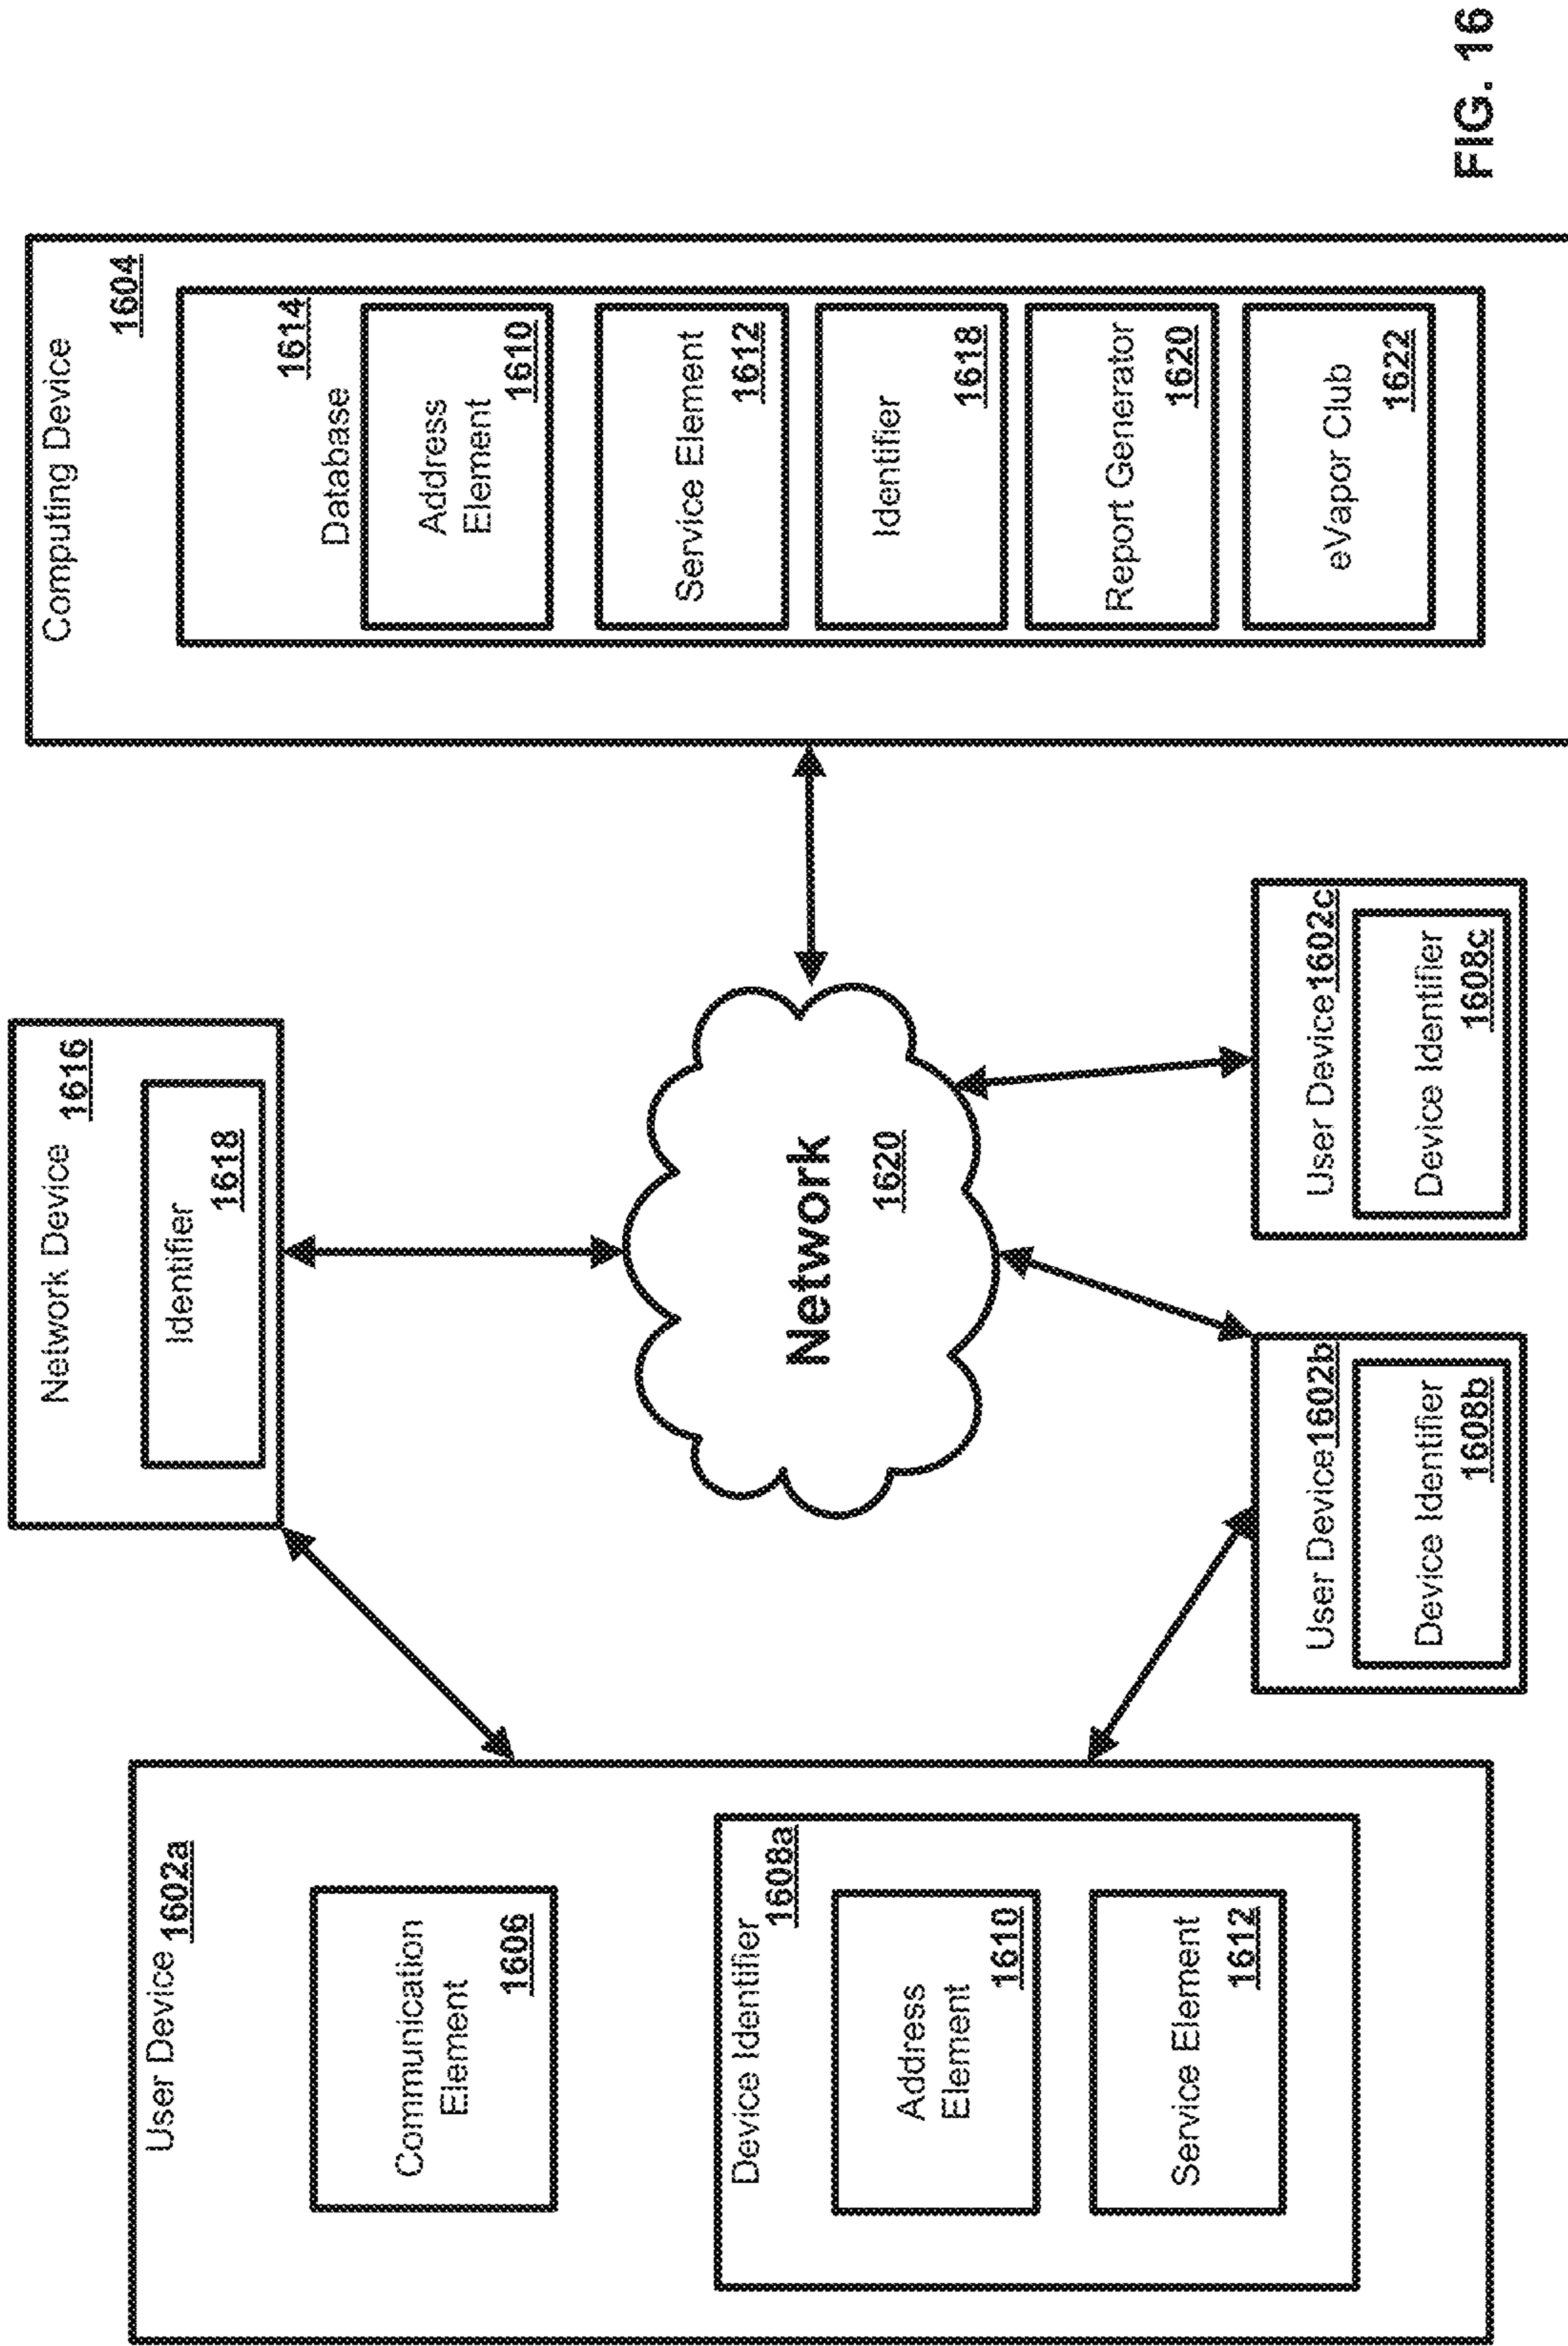 User Device 1602a
Communication
Element
1606
Device Identifier
1608a
Address
Element
1610
Service Element
1612
Network Device
1616
Identifier
1618
Network
1620
User Device 1602b
Device Identifier
1608b
User Device 1602c
Device Identifier
1608c
Computing Device
1604
1614
Database
Address
Element
1610
Service Element
1612
Identifier
1618
Report Generator
1620
eVapor Club
1622
FIG. 16